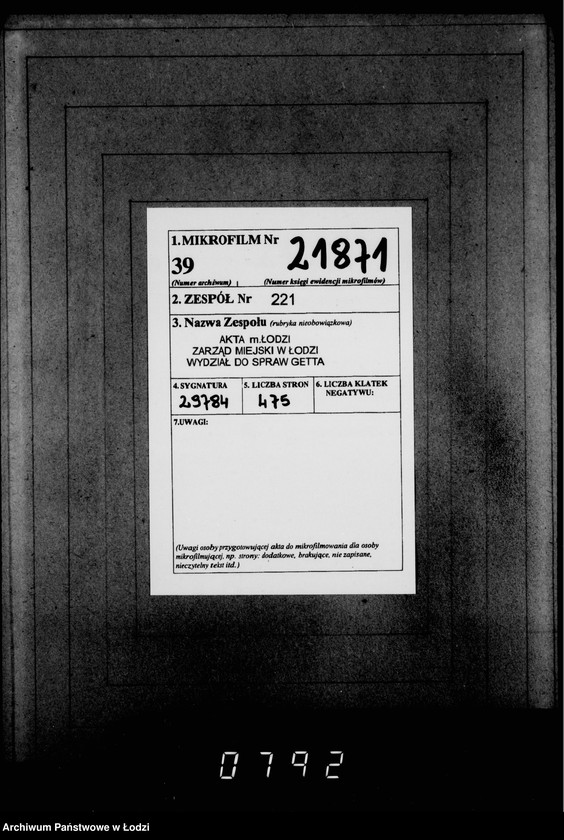 1. MIKROFILM Nr 21871
39
(Numer archiwum) (Numer księgi ewidencji mikrofilmów)
2. ZESPÓŁ Nr 221
3. Nazwa Zespołu (rubryka nieobowiązkowa)
AKTA m.ŁODZI
ZARZĄD MIEJSKI W ŁODZI
WYDZIAŁ DO SPRAW GETTA
4. SYGNATURA
29784
5. LICZBA STRON
475
6. LICZBA KLATEK
NEGATYWU:
7.UWAGI:
(Uwagi osoby przygotowującej akta do mikrofilmowania dla osoby
mikrofilmującej, np. strony: dodatkowe, brakujące, nie zapisane,
nieczytelny tekst itd.)
0792
Archiwum Państwowe w Łodzi